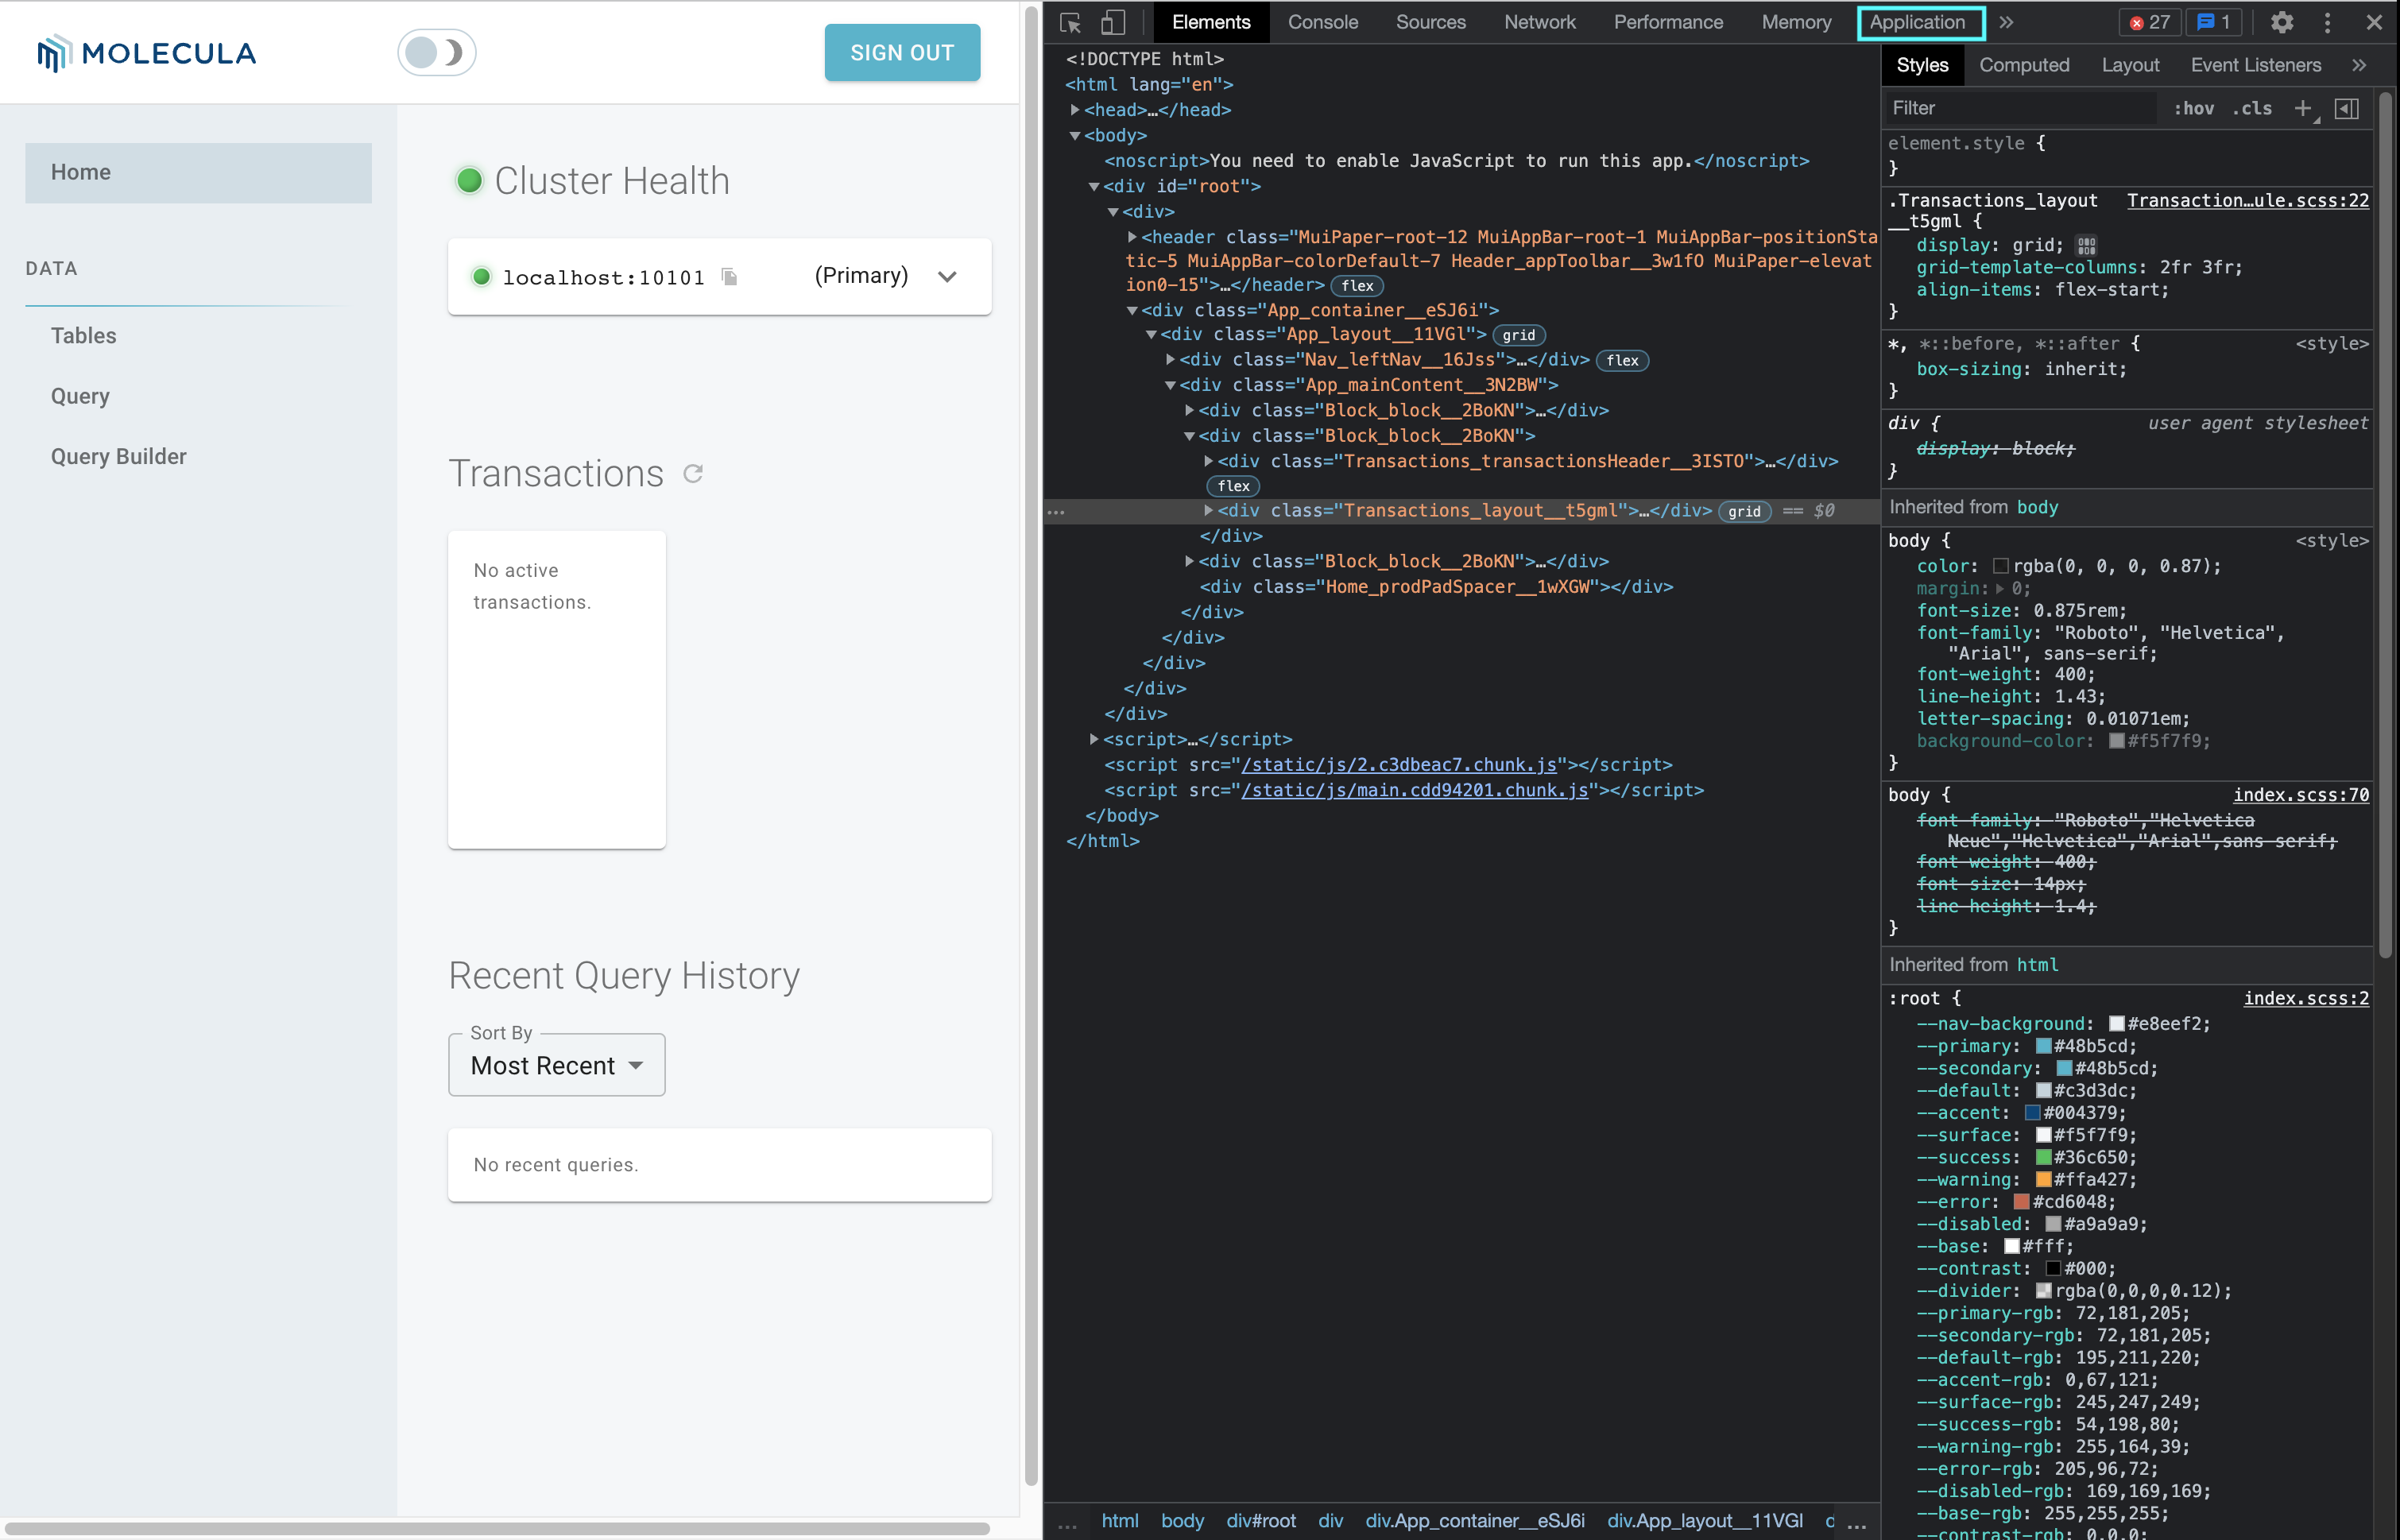 MOLECULA
SIGN OUT
Home
DATA
Tables
Query
Query Builder
Cluster Health
localhost:10101
(Primary)
Transactions
No active
transactions.
Recent Query History
Sort By
Most Recent
No recent queries.
Elements Console Sources Network Performance Memory Application » 27 1
<!DOCTYPE html>
<html lang="en">
<head>…</head>
<body>
<noscript>You need to enable JavaScript to run this app.</noscript>
<div id="root">
<div>
<header class="MuiPaper-root-12 MuiAppBar-root-1 MuiAppBar-positionSta
tic-5 MuiAppBar-colorDefault-7 Header_appToolbar__3w1fO MuiPaper-elevat
ion0-15">…</header> flex
<div class="App_container__eSJ6i">
<div class="App_layout__11VGl"> grid
<div class="Nav_leftNav__16Jss">…</div> flex
<div class="App_mainContent__3N2BW">
<div class="Block_block__2BoKN">…</div>
<div class="Block_block__2BoKN">
<div class="Transactions_transactionsHeader__3ISTO">…</div>
flex
… <div class="Transactions_layout__t5gml">…</div> grid == $0
</div>
<div class="Block_block__2BoKN">…</div>
<div class="Home_prodPadSpacer__1wXGW"></div>
</div>
</div>
</div>
</div>
</div>
<script>…</script>
<script src="/static/js/2.c3dbeac7.chunk.js"></script>
<script src="/static/js/main.cdd94201.chunk.js"></script>
</body>
</html>
… html body div#root div div.App_container__eSJ6i div.App_layout__11VGl …
Styles Computed Layout Event Listeners »
Filter :hov .cls +
element.style {
}
.Transactions_layout Transaction…ule.scss:22
__t5gml {
display: grid;
grid-template-columns: 2fr 3fr;
align-items: flex-start;
}
*, *::before, *::after { <style>
box-sizing: inherit;
}
div { user agent stylesheet
display: block;
}
Inherited from body
body { <style>
color: rgba(0, 0, 0, 0.87);
margin: 0;
font-size: 0.875rem;
font-family: "Roboto", "Helvetica",
"Arial", sans-serif;
font-weight: 400;
line-height: 1.43;
letter-spacing: 0.01071em;
background-color: #f5f7f9;
}
body { index.scss:70
font-family: "Roboto","Helvetica
Neue","Helvetica","Arial",sans-serif;
font-weight: 400;
font-size: 14px;
line-height: 1.4;
}
Inherited from html
:root { index.scss:2
--nav-background: #e8eef2;
--primary: #48b5cd;
--secondary: #48b5cd;
--default: #c3d3dc;
--accent: #004379;
--surface: #f5f7f9;
--success: #36c650;
--warning: #ffa427;
--error: #cd6048;
--disabled: #a9a9a9;
--base: #fff;
--contrast: #000;
--divider: rgba(0,0,0,0.12);
--primary-rgb: 72,181,205;
--secondary-rgb: 72,181,205;
--default-rgb: 195,211,220;
--accent-rgb: 0,67,121;
--surface-rgb: 245,247,249;
--success-rgb: 54,198,80;
--warning-rgb: 255,164,39;
--error-rgb: 205,96,72;
--disabled-rgb: 169,169,169;
--base-rgb: 255,255,255;
--contrast-rgb: 0,0,0;